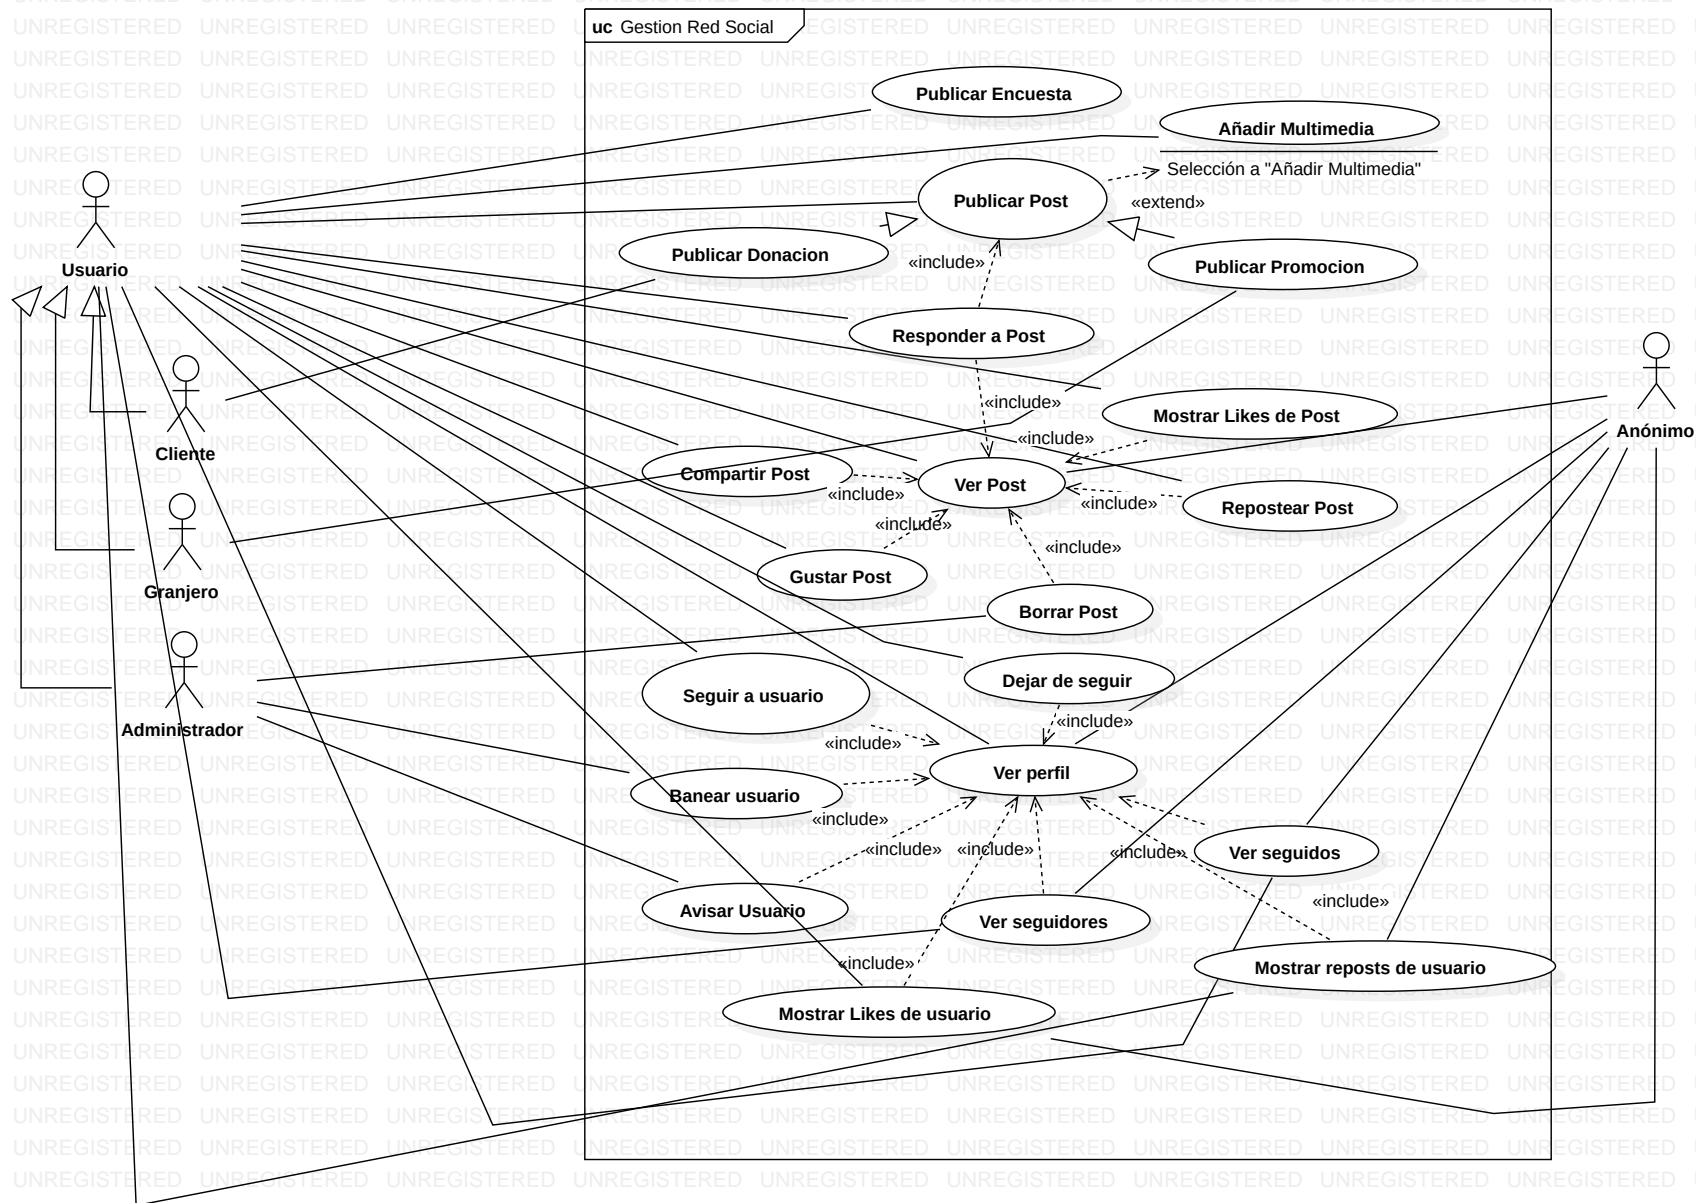 uc Gestion Red Social
Publicar Encuesta
Añadir Multimedia
Selección a "Añadir Multimedia"
Publicar Post
«extend»
Publicar Donacion
«include»
Publicar Promocion
Usuario
Responder a Post
«include»
Mostrar Likes de Post
Anónimo
«include»
Cliente
Compartir Post
Ver Post
«include»
«include»
Repostear Post
«include»
«include»
Gustar Post
Granjero
Borrar Post
Dejar de seguir
Seguir a usuario
«include»
Administrador
«include»
Ver perfil
Banear usuario
«include»
«include»
«include»
«include»
Ver seguidos
«include»
Avisar Usuario
Ver seguidores
«include»
Mostrar reposts de usuario
Mostrar Likes de usuario
UNREGISTERED